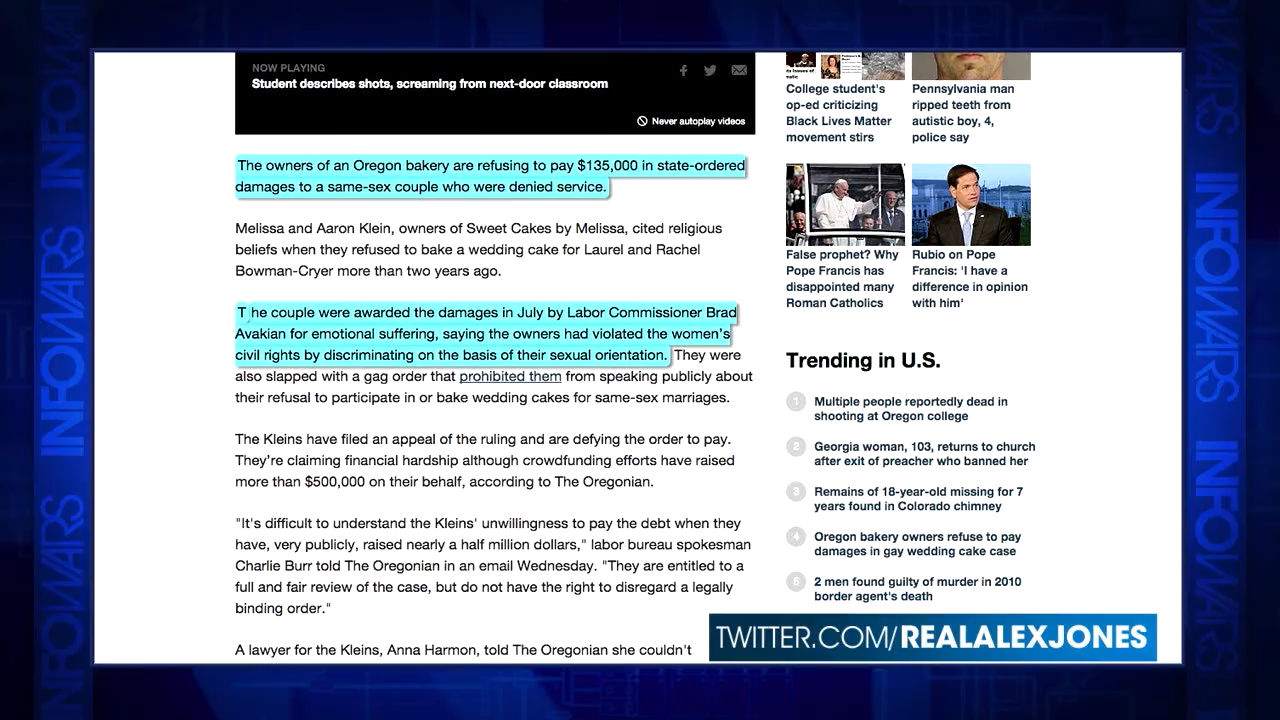 NOW PLAYING
Student describes shots, screaming from next-door classroom
Never autoplay videos
The owners of an Oregon bakery are refusing to pay $135,000 in state-ordered
damages to a same-sex couple who were denied service.
Melissa and Aaron Klein, owners of Sweet Cakes by Melissa, cited religious
beliefs when they refused to bake a wedding cake for Laurel and Rachel
Bowman-Cryer more than two years ago.
The couple were awarded the damages in July by Labor Commissioner Brad
Avakian for emotional suffering, saying the owners had violated the women's
civil rights by discriminating on the basis of their sexual orientation. They were
also slapped with a gag order that prohibited them from speaking publicly about
their refusal to participate in or bake wedding cakes for same-sex marriages.
The Kleins have filed an appeal of the ruling and are defying the order to pay.
They're claiming financial hardship although crowdfunding efforts have raised
more than $500,000 on their behalf, according to The Oregonian.
"It's difficult to understand the Kleins' unwillingness to pay the debt when they
have, very publicly, raised nearly a half million dollars," labor bureau spokesman
Charlie Burr told The Oregonian in an email Wednesday. "They are entitled to a
full and fair review of the case, but do not have the right to disregard a legally
binding order."
A lawyer for the Kleins, Anna Harmon, told The Oregonian she couldn't
College student's
op-ed criticizing
Black Lives Matter
movement stirs
Pennsylvania man
ripped teeth from
autistic boy, 4,
police say
False prophet? Why
Pope Francis has
disappointed many
Roman Catholics
Rubio on Pope
Francis: 'I have a
difference in opinion
with him'
Trending in U.S.
1 Multiple people reportedly dead in
shooting at Oregon college
2 Georgia woman, 103, returns to church
after exit of preacher who banned her
3 Remains of 18-year-old missing for 7
years found in Colorado chimney
4 Oregon bakery owners refuse to pay
damages in gay wedding cake case
5 2 men found guilty of murder in 2010
border agent's death
TWITTER.COM/REALALEXJONES
INFOWARS
INFOWARS